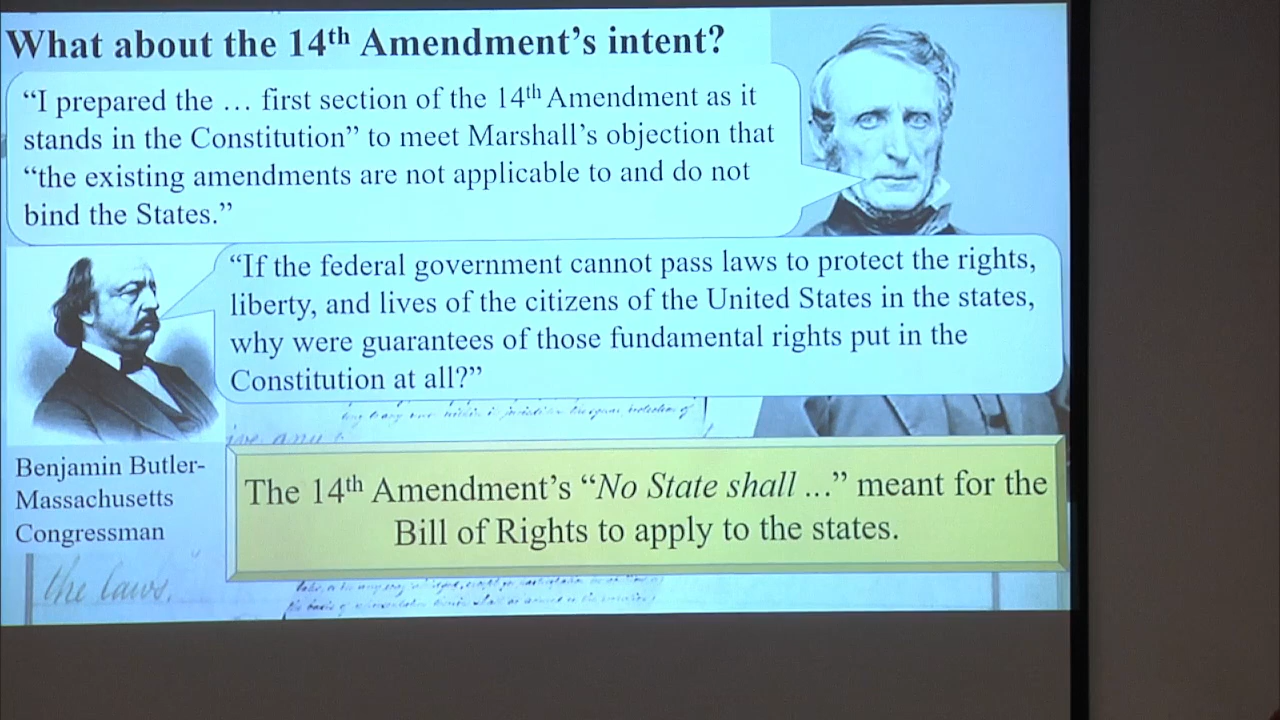 What about the 14th Amendment's intent?
“I prepared the … first section of the 14th Amendment as it
stands in the Constitution” to meet Marshall’s objection that
“the existing amendments are not applicable to and do not
bind the States.”
“If the federal government cannot pass laws to protect the rights,
liberty, and lives of the citizens of the United States in the states,
why were guarantees of those fundamental rights put in the
Constitution at all?”
Benjamin Butler-
Massachusetts
Congressman
The 14th Amendment’s “No State shall ...” meant for the
Bill of Rights to apply to the states.
the laws.